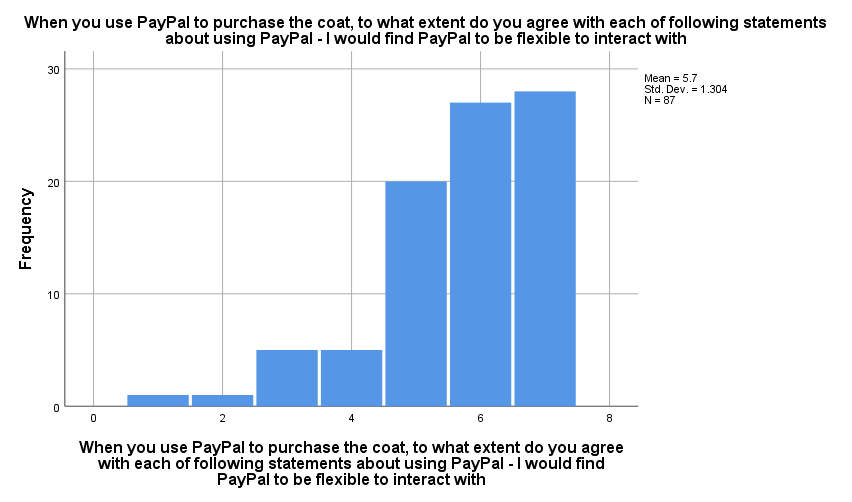 When you use PayPal to purchase the coat, to what extent do you agree with each of following statements
about using PayPal - I would find PayPal to be flexible to interact with
Mean = 5.7
Std. Dev. = 1.304
N = 87
Frequency
30
20
10
0
0 2 4 6 8
When you use PayPal to purchase the coat, to what extent do you agree
with each of following statements about using PayPal - I would find
PayPal to be flexible to interact with